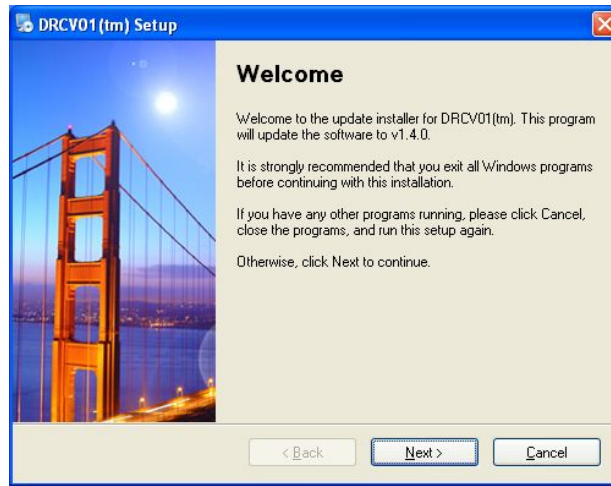 DRCV01(tm) Setup
Welcome
Welcome to the update installer for DRCV01(tm). This program
will update the software to v1.4.0.
It is strongly recommended that you exit all Windows programs
before continuing with this installation.
If you have any other programs running, please click Cancel,
close the programs, and run this setup again.
Otherwise, click Next to continue.
< Back
Next >
Cancel